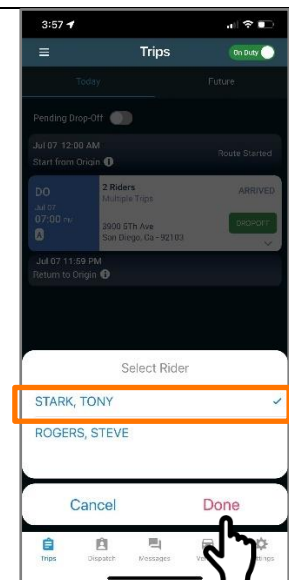 3:57
Trips
On Duty
Today
Future
Pending Drop-Off
Jul 07 12:00 AM
Start from Origin
Route Started
DO
Jul 07
07:00
A
2 Riders
Multiple Trips
3900 5Th Ave
San Diego, Ca - 92103
ARRIVED
DROPOFF
Jul 07 11:59 PM
Return to Origin
Select Rider
STARK, TONY
ROGERS, STEVE
Cancel
Done
Trips
Dispatch
Messages